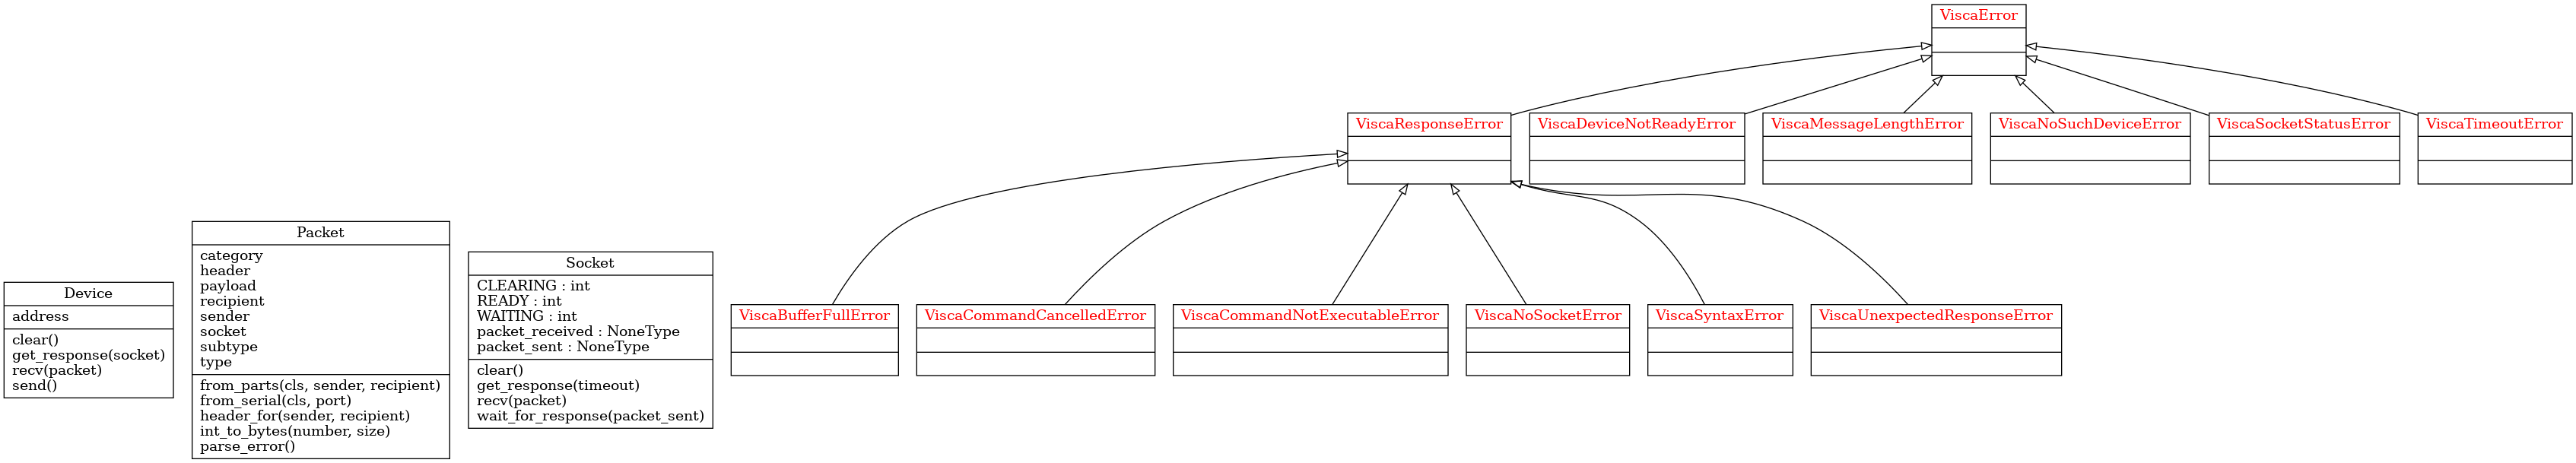 ViscaError
ViscaResponseError
ViscaDeviceNotReadyError
ViscaMessageLengthError
ViscaNoSuchDeviceError
ViscaSocketStatusError
ViscaTimeoutError
Device
address
clear()
get_response(socket)
recv(packet)
send()
Packet
category
header
payload
recipient
sender
socket
subtype
type
from_parts(cls, sender, recipient)
from_serial(cls, port)
header_for(sender, recipient)
int_to_bytes(number, size)
parse_error()
Socket
CLEARING : int
READY : int
WAITING : int
packet_received : NoneType
packet_sent : NoneType
clear()
get_response(timeout)
recv(packet)
wait_for_response(packet_sent)
ViscaBufferFullError
ViscaCommandCancelledError
ViscaCommandNotExecutableError
ViscaNoSocketError
ViscaSyntaxError
ViscaUnexpectedResponseError